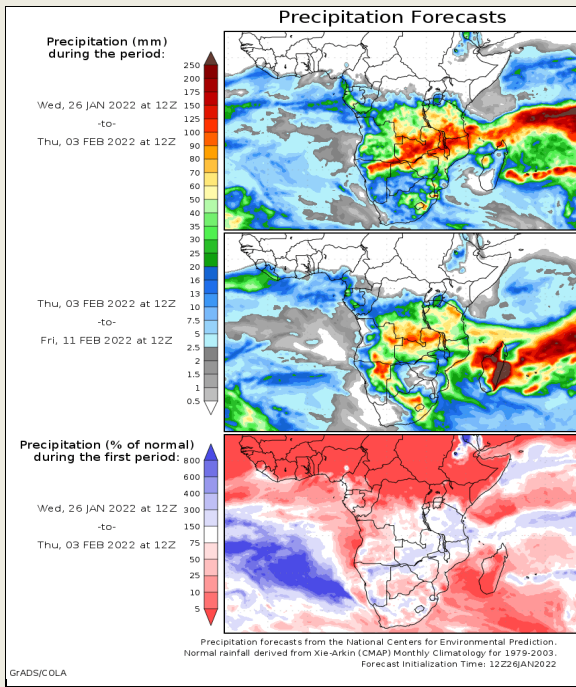 Precipitation Forecasts
Precipitation (mm)
during the period:
Wed, 26 JAN 2022 at 12Z
-to-
Thu, 03 FEB 2022 at 12Z
250
200
175
150
125
100
90
80
70
60
50
40
35
30
25
20
16
13
10
7.5
5
2.5
2
1.5
1
0.5
Thu, 03 FEB 2022 at 12Z
-to-
Fri, 11 FEB 2022 at 12Z
Precipitation (% of normal)
during the first period:
Wed, 26 JAN 2022 at 12Z
-to-
Thu, 03 FEB 2022 at 12Z
800
600
400
300
150
75
50
25
10
5
Precipitation forecasts from the National Centers for Environmental Prediction.
Normal rainfall derived from Xie-Arkin (CMAP) Monthly Climatology for 1979-2003.
Forecast Initialization Time: 12Z26JAN2022
GrADS/COLA